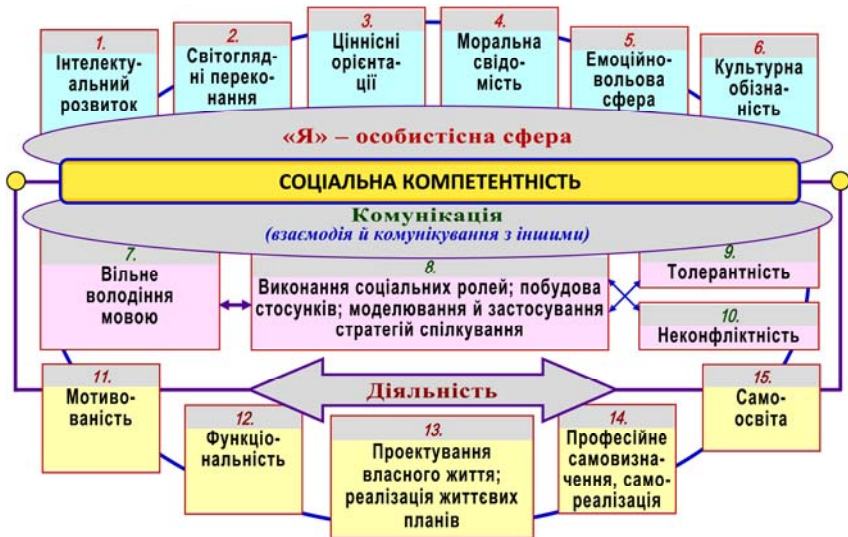 1.
Інтелекту-
альний
розвиток
2.
Світогляд-
ні переко-
нання
3.
Ціннісні
орієнта-
ції
4.
Моральна
свідо-
мість
5.
Емоційно-
вольова
сфера
6.
Культурна
обізна-
ність
«Я» – особистісна сфера
СОЦІАЛЬНА КОМПЕТЕНТНІСТЬ
Комунікація
(взаємодія й комунікування з іншими)
7.
Вільне
володіння
мовою
8.
Виконання соціальних ролей; побудова
стосунків; моделювання й застосування
стратегій спілкування
9.
Толерантність
10.
Неконфліктність
Діяльність
11.
Мотиво-
ваність
12.
Функціо-
нальність
13.
Проектування
власного життя;
реалізація життєвих
планів
14.
Професійне
самовизна-
чення, само-
реалізація
15.
Само-
освіта